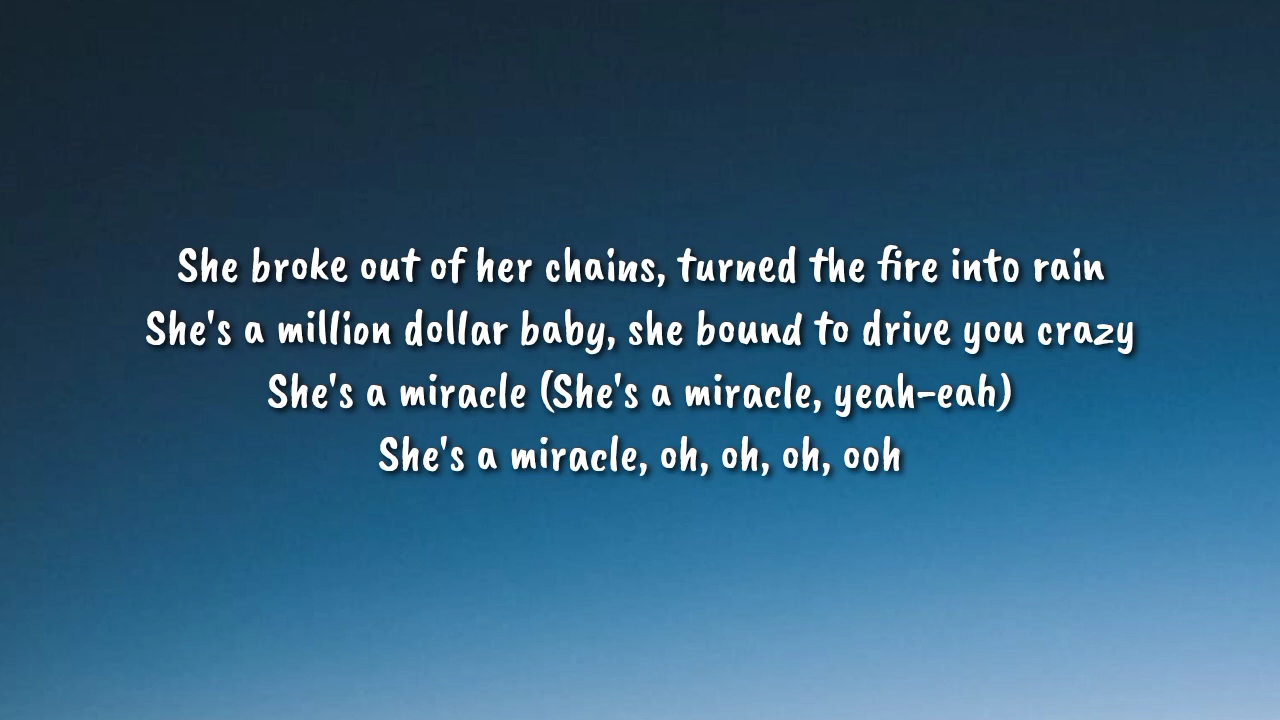 She broke out of her chains, turned the fire into rain
She's a million dollar baby, she bound to drive you crazy
She's a miracle (She's a miracle, yeah-eah)
She's a miracle, oh, oh, oh, ooh